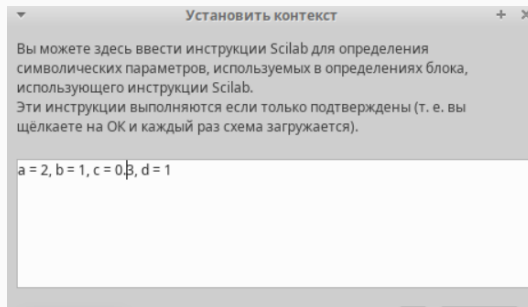 Установить контекст
Вы можете здесь ввести инструкции Scilab для определения
символических параметров, используемых в определениях блока,
использующего инструкции Scilab.
Эти инструкции выполняются если только подтверждены (т. е. вы
щёлкаете на ОК и каждый раз схема загружается).
a = 2, b = 1, c = 0.3, d = 1